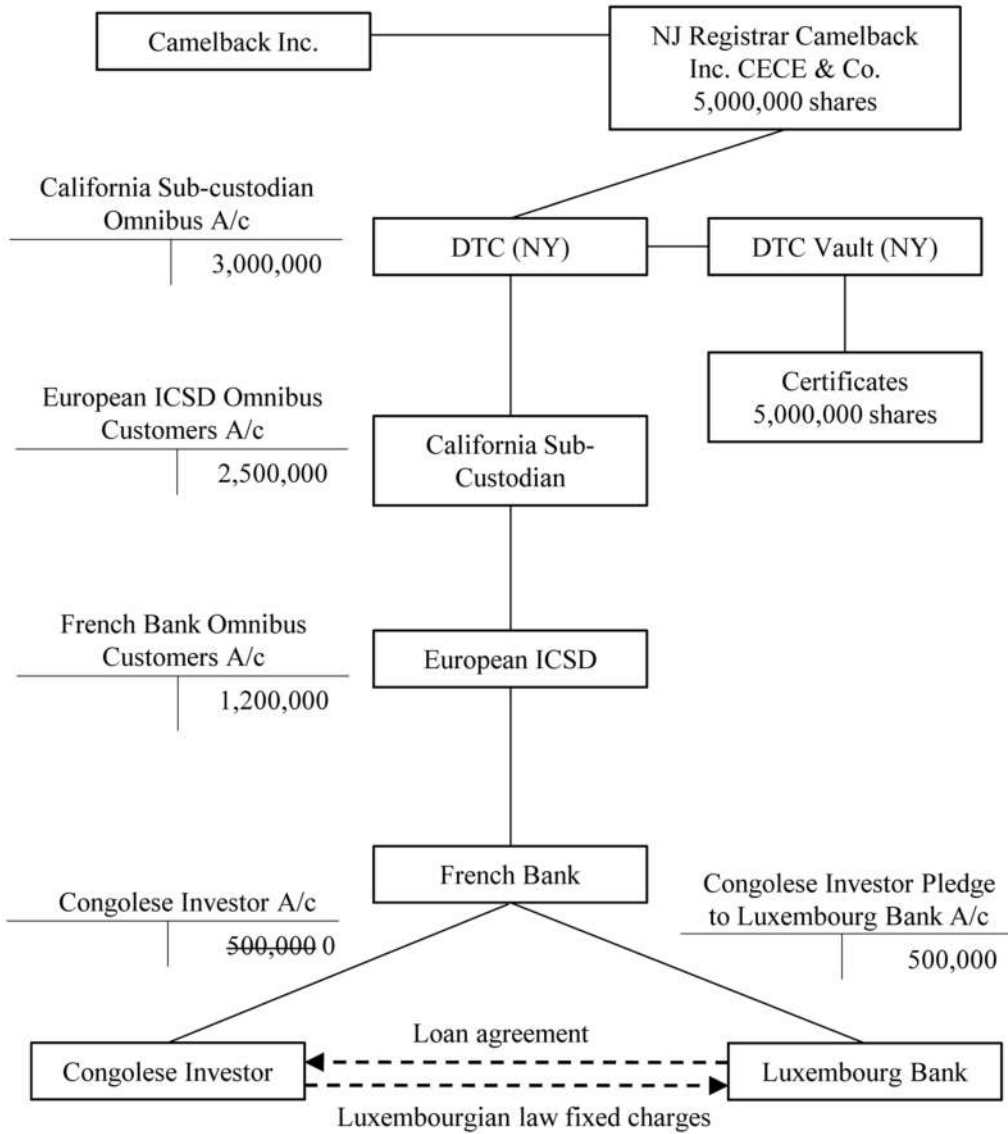 Camelback Inc.
NJ Registrar Camelback
Inc. CECE & Co.
5,000,000 shares
California Sub-custodian
Omnibus A/c
3,000,000
DTC (NY)
DTC Vault (NY)
European ICSD Omnibus
Customers A/c
2,500,000
California Sub-
Custodian
Certificates
5,000,000 shares
French Bank Omnibus
Customers A/c
1,200,000
European ICSD
French Bank
Congolese Investor A/c
500,000 0
Congolese Investor Pledge
to Luxembourg Bank A/c
500,000
Loan agreement
Congolese Investor
Luxembourg Bank
Luxembourgian law fixed charges